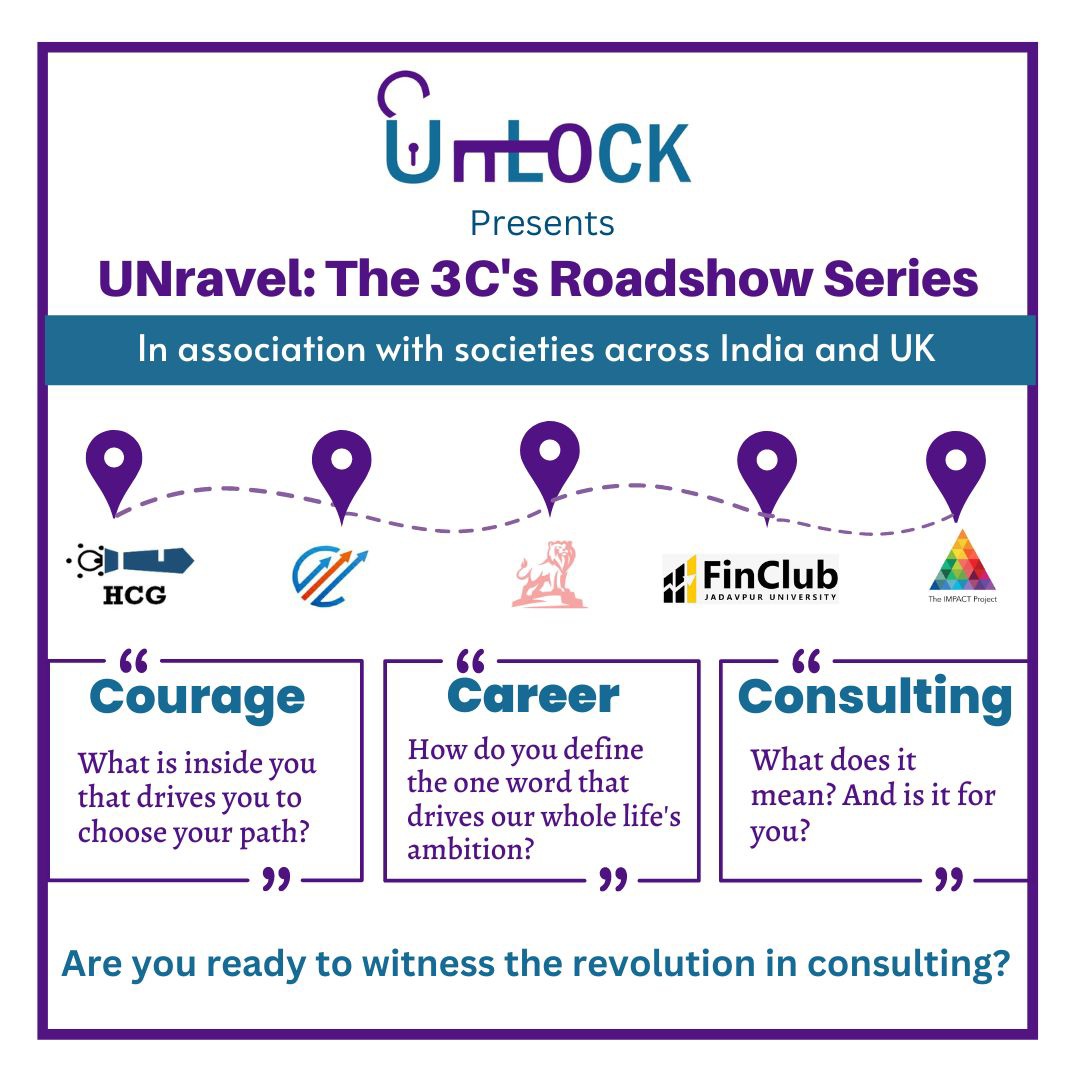 UnLOCK
Presents
UNravel: The 3C's Roadshow Series
In association with societies across India and UK
HCG
FinClub
JADAVPUR UNIVERSITY
The IMPACT Project
“
Courage
What is inside you
that drives you to
choose your path?
”
“
Career
How do you define
the one word that
drives our whole life's
ambition?
”
“
Consulting
What does it
mean? And is it for
you?
”
Are you ready to witness the revolution in consulting?